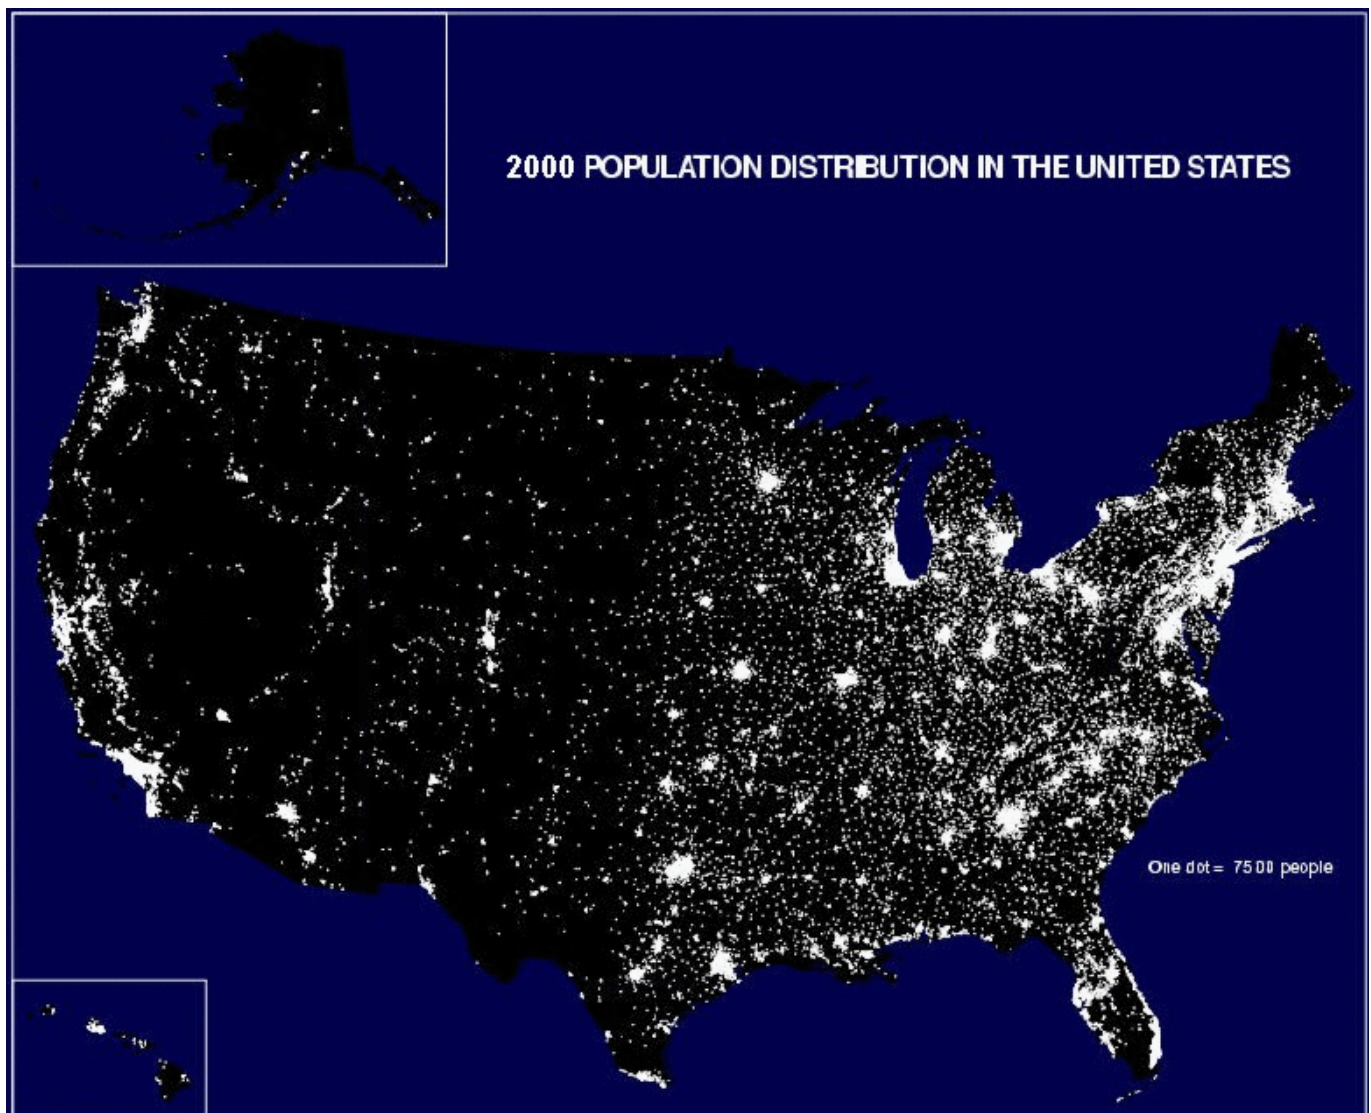 2000 POPULATION DISTRIBUTION IN THE UNITED STATES
One dot = 7500 people